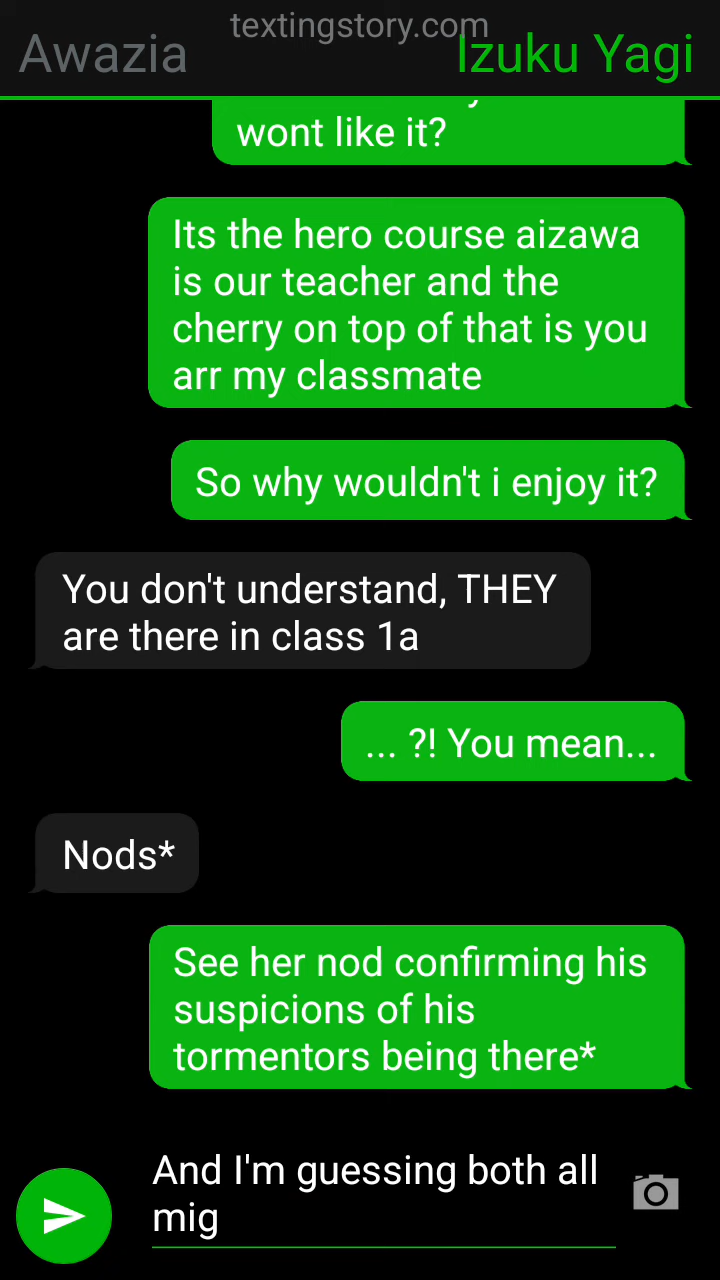 textingstory.com
Awazia
Izuku Yagi
wont like it?
Its the hero course aizawa
is our teacher and the
cherry on top of that is you
arr my classmate
So why wouldn't i enjoy it?
You don't understand, THEY
are there in class 1a
... ?! You mean...
Nods*
See her nod confirming his
suspicions of his
tormentors being there*
And I'm guessing both all
mig